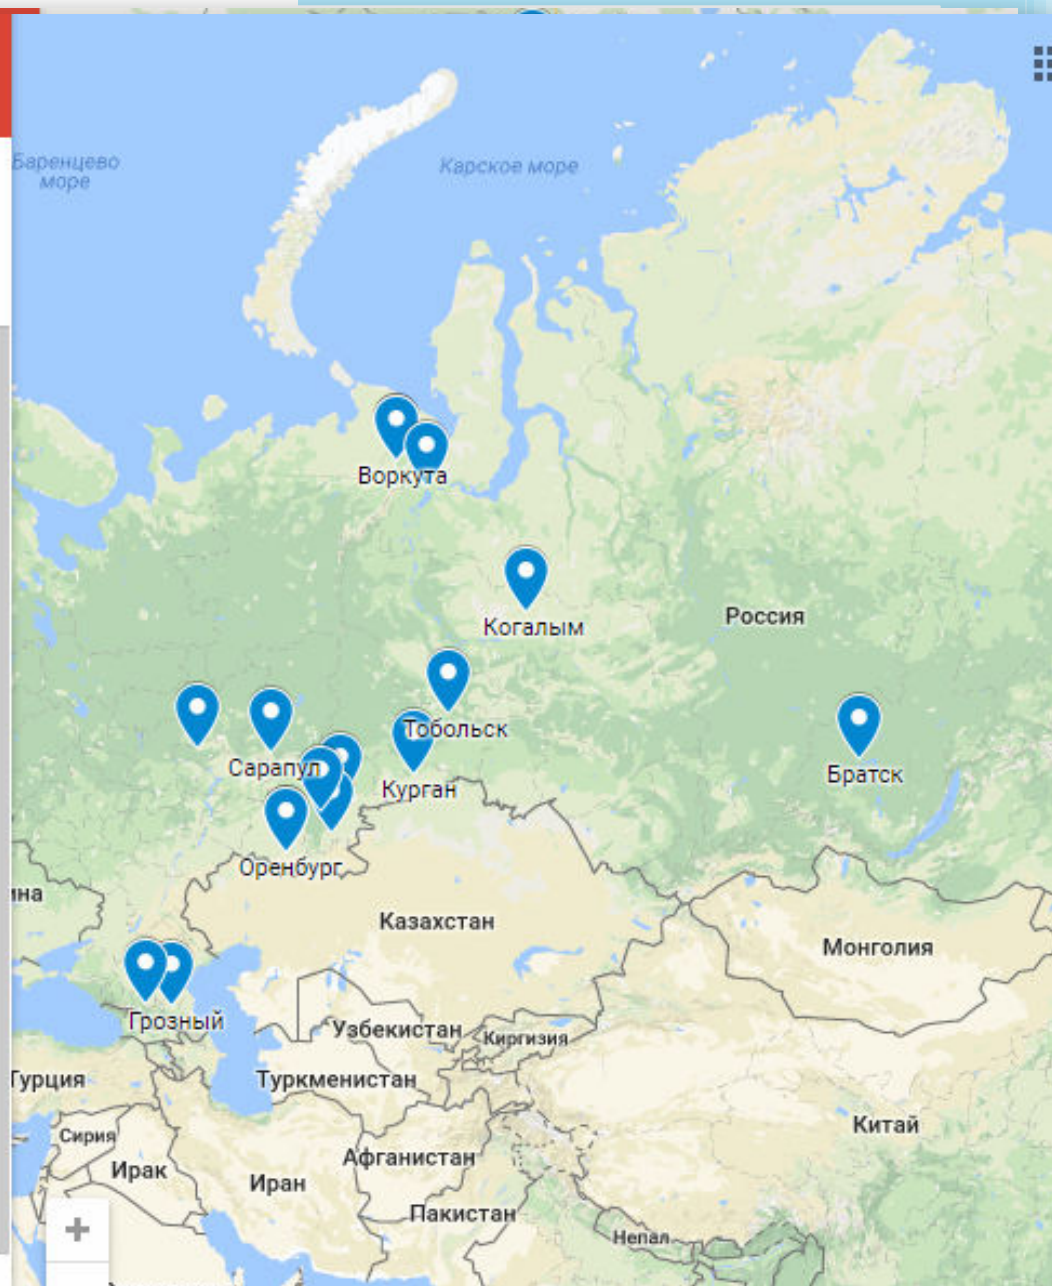 Баренцево
море
Карское море
Воркута
Когалым
Россия
Тобольск
Сарапул
Курган
Братск
Оренбург
ина
Казахстан
Монголия
Грозный
Узбекистан
Киргизия
Турция
Туркменистан
Китай
Сирия
Афганистан
Ирак
Иран
Пакистан
Непал
+